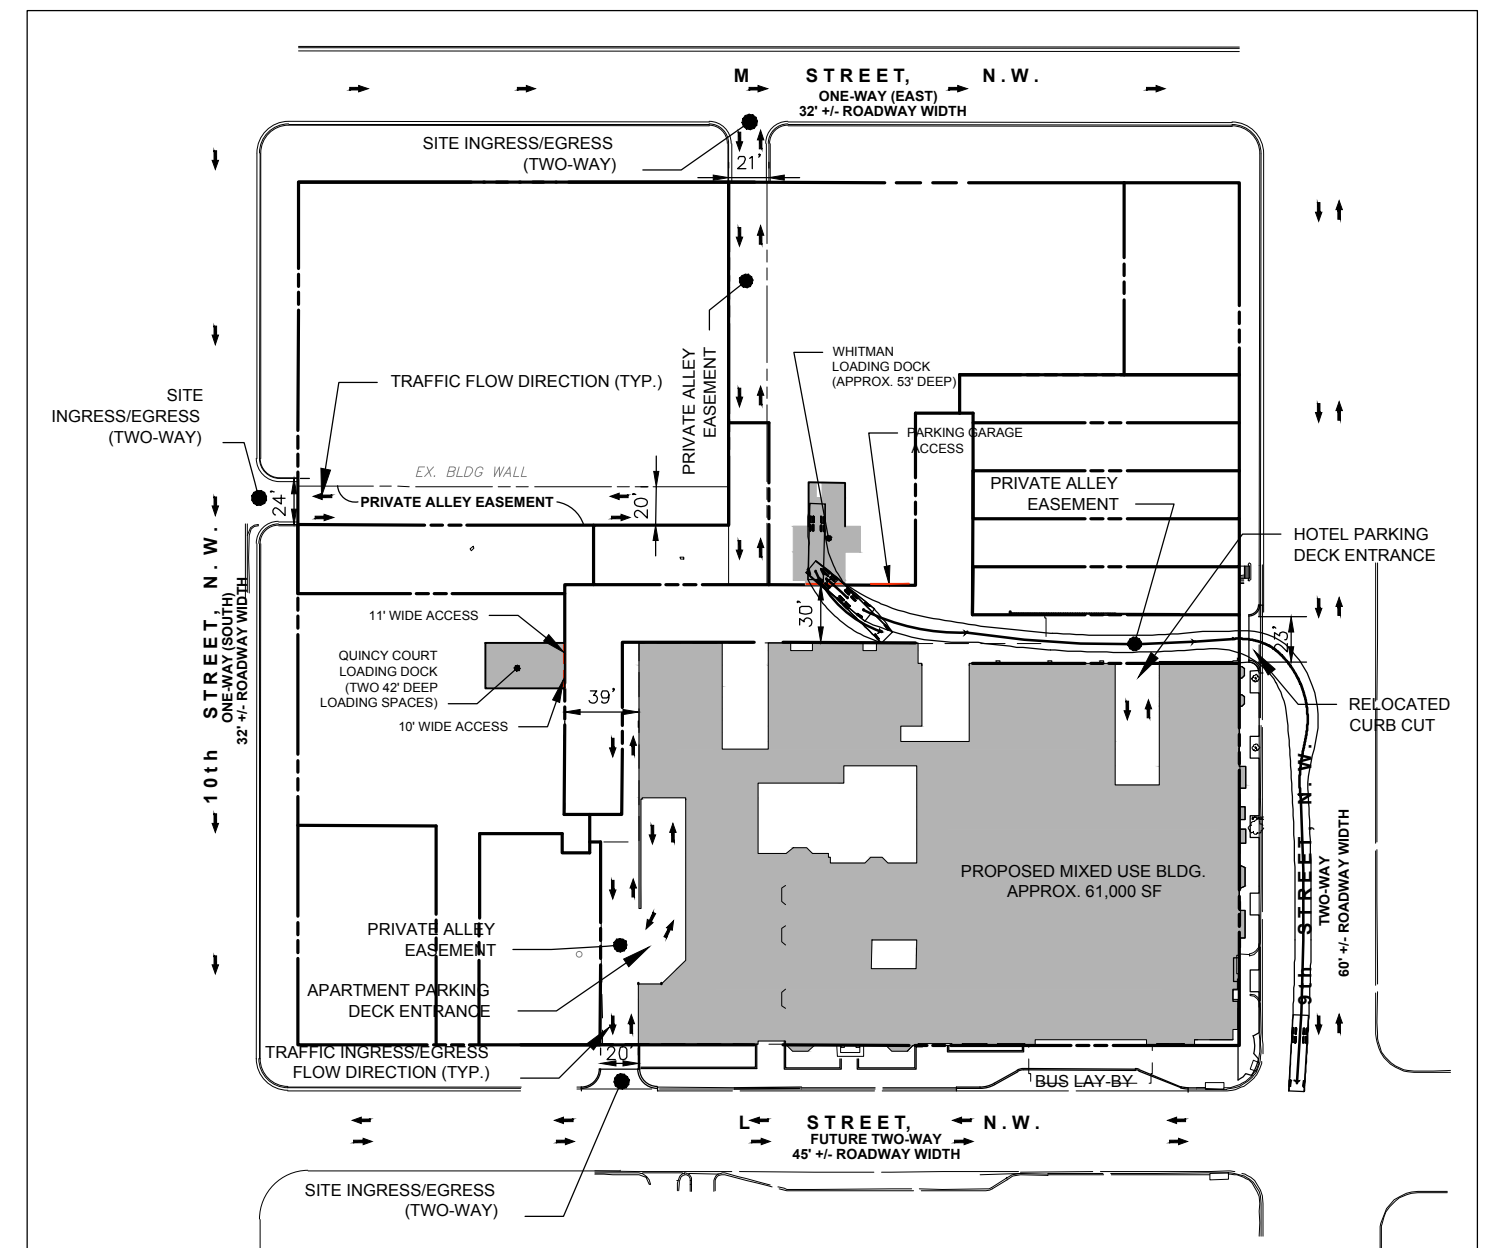 M STREET, N.W.
ONE-WAY (EAST)
32' +/- ROADWAY WIDTH
SITE INGRESS/EGRESS
(TWO-WAY)
21'
PRIVATE ALLEY
EASEMENT
WHITMAN
LOADING DOCK
(APPROX. 53' DEEP)
TRAFFIC FLOW DIRECTION (TYP.)
SITE
INGRESS/EGRESS
(TWO-WAY)
PARKING GARAGE
ACCESS
EX. BLDG WALL
PRIVATE ALLEY EASEMENT
24'
20'
PRIVATE ALLEY
EASEMENT
HOTEL PARKING
DECK ENTRANCE
10th STREET, N.W.
ONE-WAY (SOUTH)
32' +/- ROADWAY WIDTH
11' WIDE ACCESS
30'
23'
QUINCY COURT
LOADING DOCK
(TWO 42' DEEP
LOADING SPACES)
39'
10' WIDE ACCESS
RELOCATED
CURB CUT
PROPOSED MIXED USE BLDG.
APPROX. 61,000 SF
9th STREET, N.W.
TWO-WAY
60' +/- ROADWAY WIDTH
PRIVATE ALLEY
EASEMENT
APARTMENT PARKING
DECK ENTRANCE
TRAFFIC INGRESS/EGRESS
FLOW DIRECTION (TYP.)
20'
BUS LAY-BY
L STREET, N.W.
FUTURE TWO-WAY
45' +/- ROADWAY WIDTH
SITE INGRESS/EGRESS
(TWO-WAY)